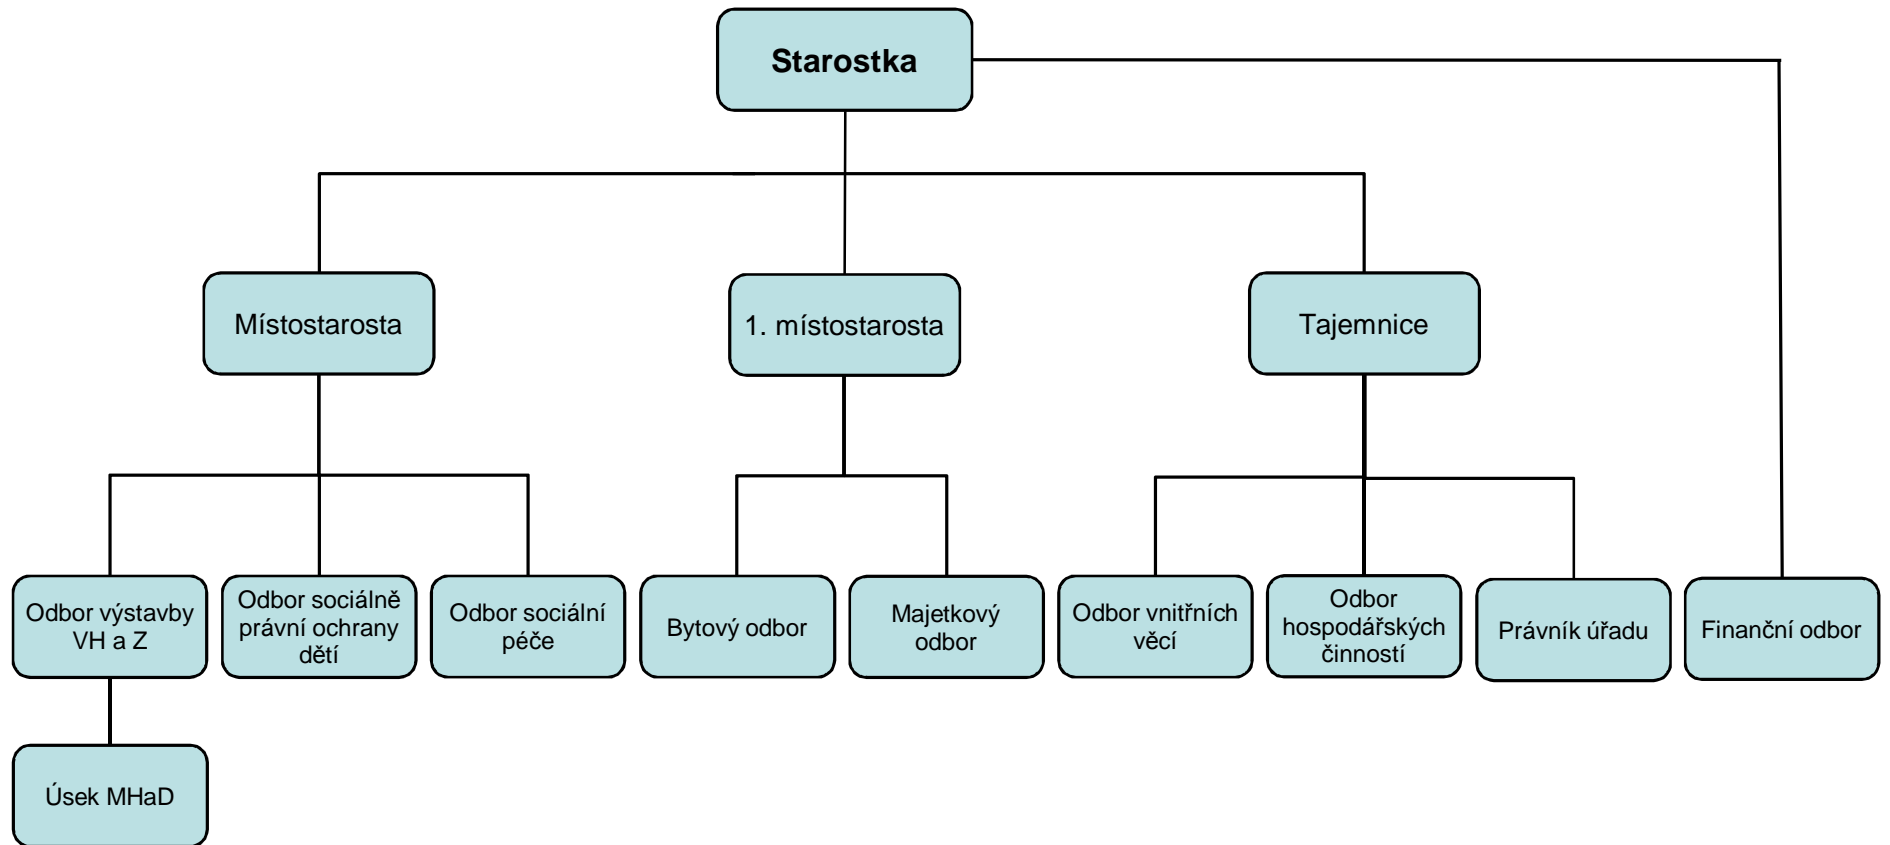 Starostka
Místostarosta
1. místostarosta
Tajemnice
Odbor výstavby
VH a Z
Odbor sociálně
právní ochrany
dětí
Odbor sociální
péče
Bytový odbor
Majetkový
odbor
Odbor vnitřních
věcí
Odbor
hospodářských
činností
Právník úřadu
Finanční odbor
Úsek MHaD